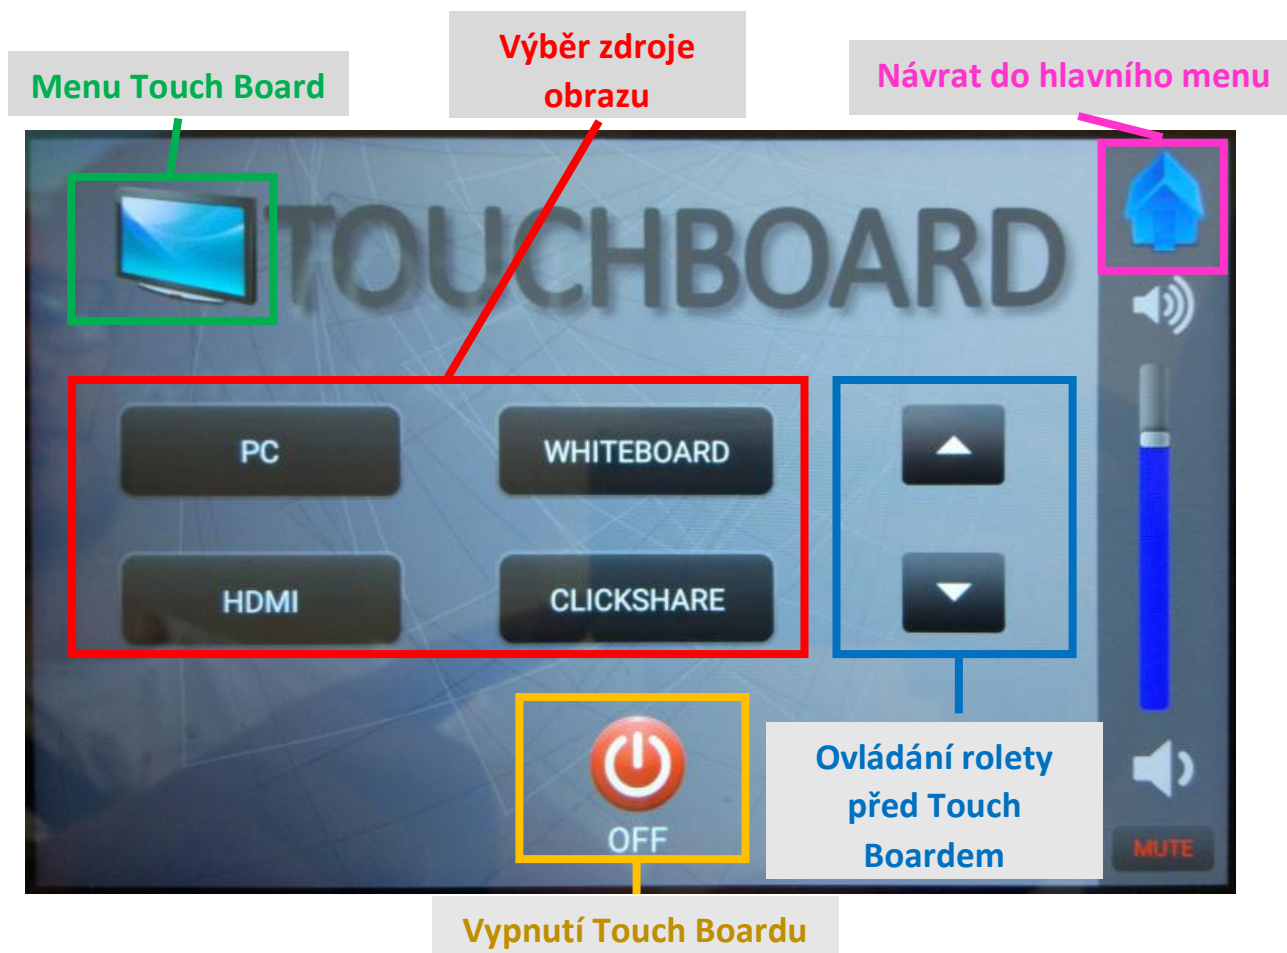 Výběr zdroje
obrazu
Menu Touch Board
Návrat do hlavního menu
TOUCHBOARD
PC
WHITEBOARD
HDMI
CLICKSHARE
OFF
Ovládání rolety
před Touch
Boardem
MUTE
Vypnutí Touch Boardu